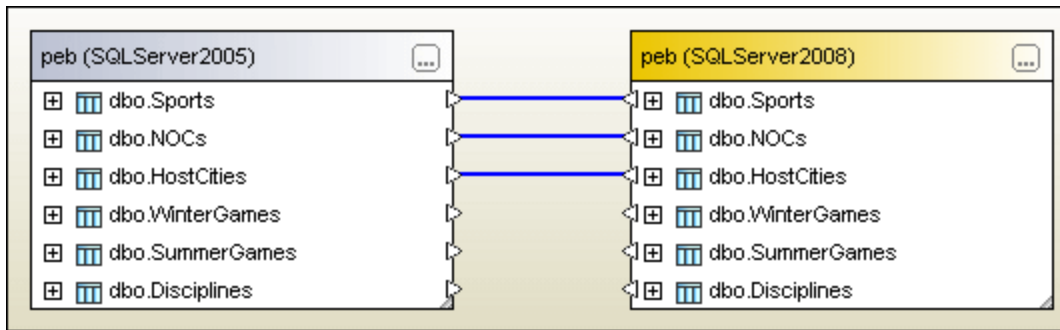 peb (SQLServer2005)
...
dbo.Sports
dbo.NOCs
dbo.HostCities
dbo.WinterGames
dbo.SummerGames
dbo.Disciplines
peb (SQLServer2008)
...
dbo.Sports
dbo.NOCs
dbo.HostCities
dbo.WinterGames
dbo.SummerGames
dbo.Disciplines